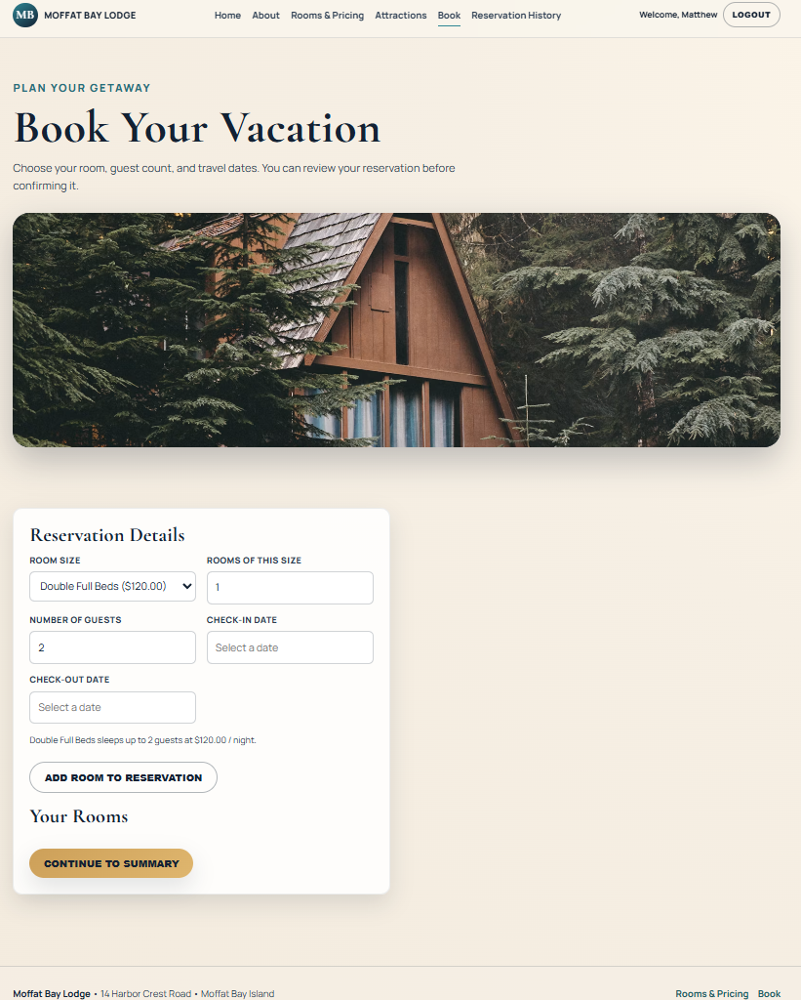 MB MOFFAT BAY LODGE Home About Rooms & Pricing Attractions Book Reservation History Welcome, Matthew LOGOUT
PLAN YOUR GETAWAY
Book Your Vacation
Choose your room, guest count, and travel dates. You can review your reservation before
confirming it.
Reservation Details
ROOM SIZE ROOMS OF THIS SIZE
Double Full Beds ($120.00) 1
NUMBER OF GUESTS CHECK-IN DATE
2 Select a date
CHECK-OUT DATE
Select a date
Double Full Beds sleeps up to 2 guests at $120.00 / night.
ADD ROOM TO RESERVATION
Your Rooms
CONTINUE TO SUMMARY
Moffat Bay Lodge • 14 Harbor Crest Road • Moffat Bay Island Rooms & Pricing Book